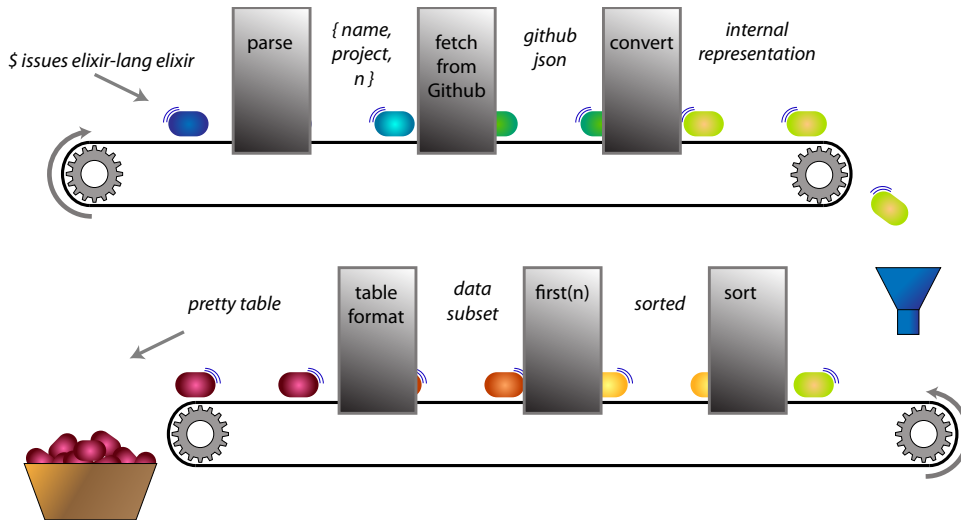 $ issues elixir-lang elixir
parse
{ name,
project,
n }
fetch
from
Github
github
json
convert
internal
representation
pretty table
table
format
data
subset
first(n)
sorted
sort